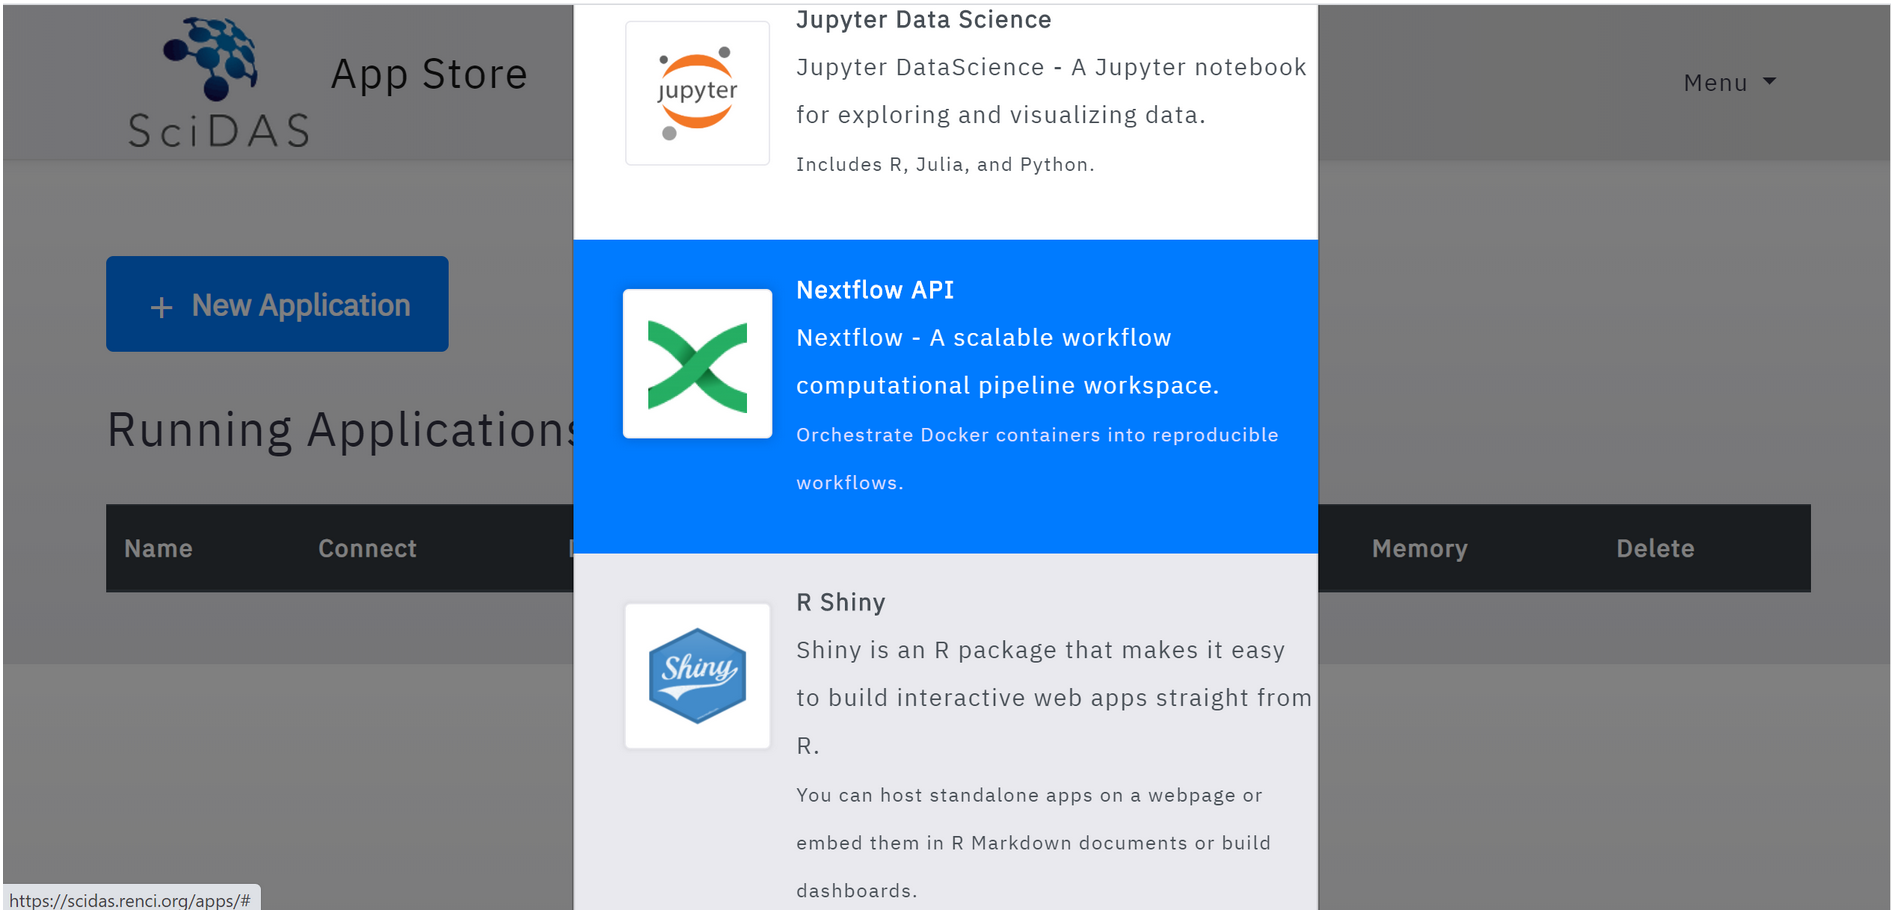 SciDAS
App Store
Menu
+ New Application
Running Applications
Name Connect Memory Delete
Jupyter Data Science
jupyter
Jupyter DataScience - A Jupyter notebook
for exploring and visualizing data.
Includes R, Julia, and Python.
Nextflow API
Nextflow - A scalable workflow
computational pipeline workspace.
Orchestrate Docker containers into reproducible
workflows.
R Shiny
Shiny
Shiny is an R package that makes it easy
to build interactive web apps straight from
R.
You can host standalone apps on a webpage or
embed them in R Markdown documents or build
dashboards.
https://scidas.renci.org/apps/#